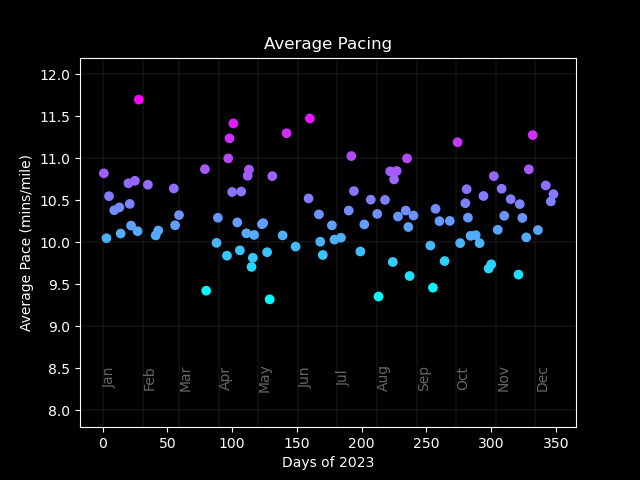 Average Pacing
Average Pace (mins/mile)
12.0
11.5
11.0
10.5
10.0
9.5
9.0
8.5
8.0
Jan
Feb
Mar
Apr
May
Jun
Jul
Aug
Sep
Oct
Nov
Dec
0 50 100 150 200 250 300 350
Days of 2023